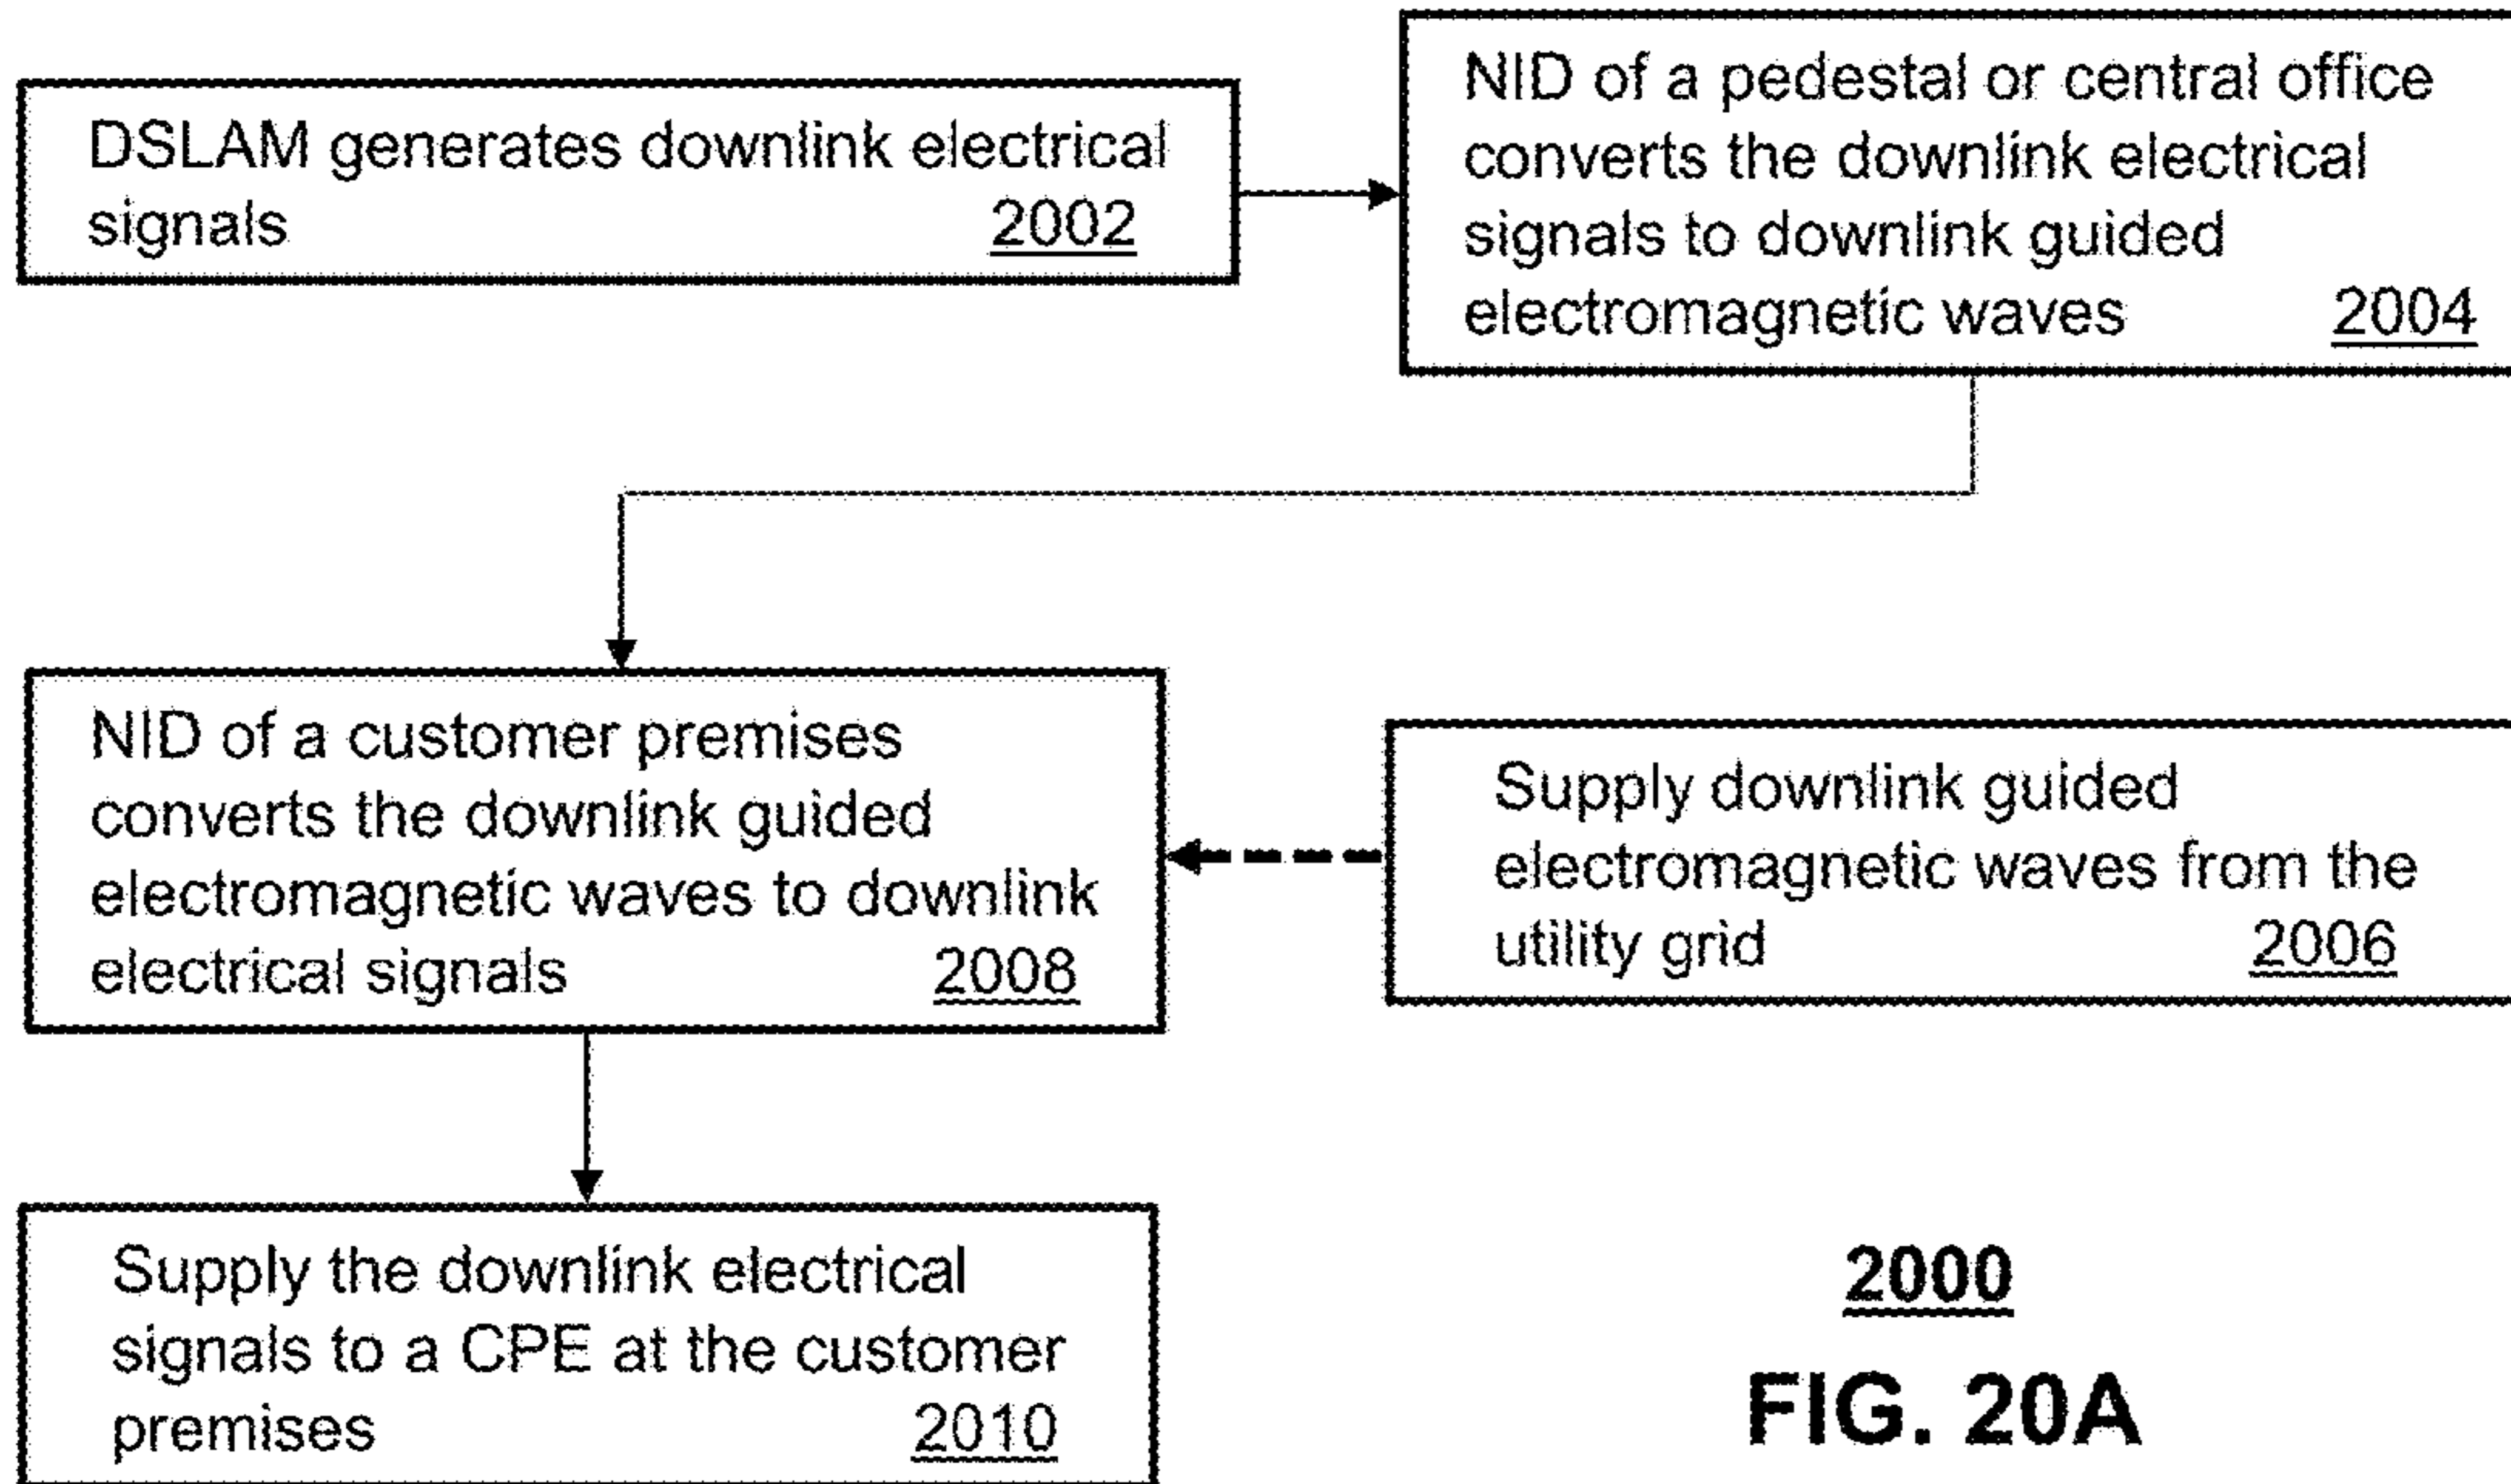 DSLAM generates downlink electrical
signals 2002
NID of a pedestal or central office
converts the downlink electrical
signals to downlink guided
electromagnetic waves 2004
NID of a customer premises
converts the downlink guided
electromagnetic waves to downlink
electrical signals 2008
Supply downlink guided
electromagnetic waves from the
utility grid 2006
Supply the downlink electrical
signals to a CPE at the customer
premises 2010
2000
FIG. 20A